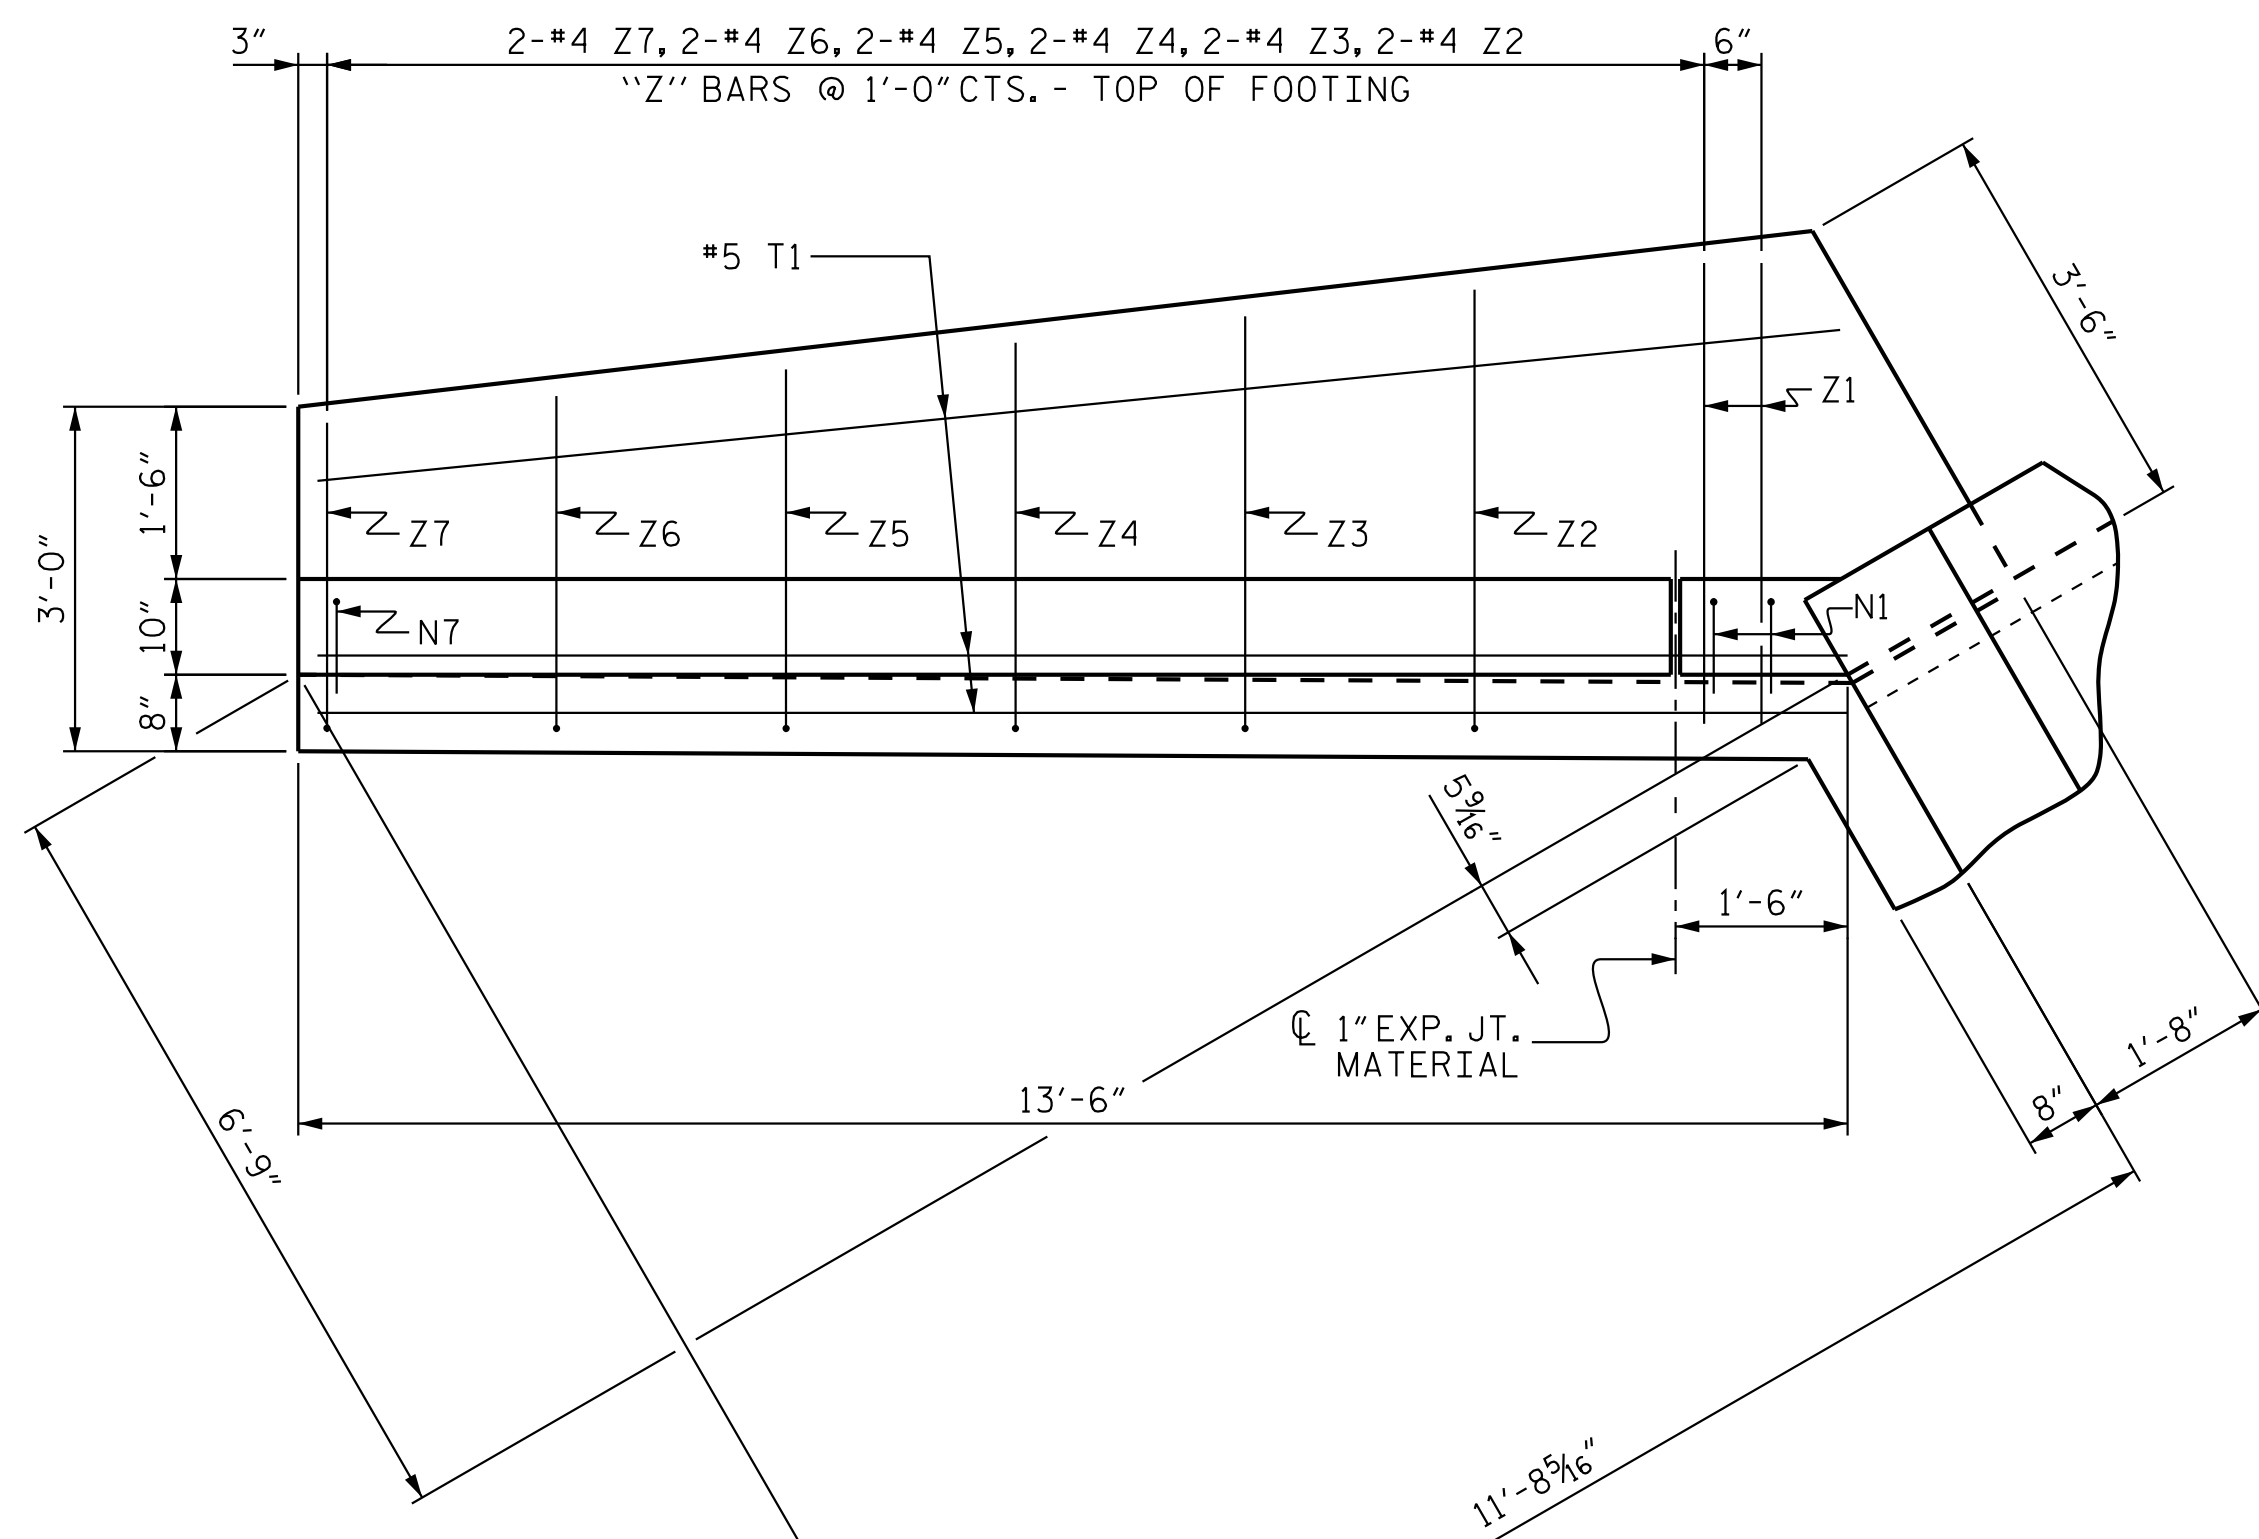 3"
2-#4 Z7, 2-#4 Z6, 2-#4 Z5, 2-#4 Z4, 2-#4 Z3, 2-#4 Z2
6"
"Z" BARS @ 1'-0" CTS. - TOP OF FOOTING
#5 T1
3'-6"
Z1
1'-6"
Z7
Z6
Z5
Z4
Z3
Z2
3'-0"
10"
N7
N1
8"
5 9/16"
1'-6"
℄ 1" EXP. JT.
MATERIAL
13'-6"
1'-8"
8"
6'-9"
11'-8 5/16"